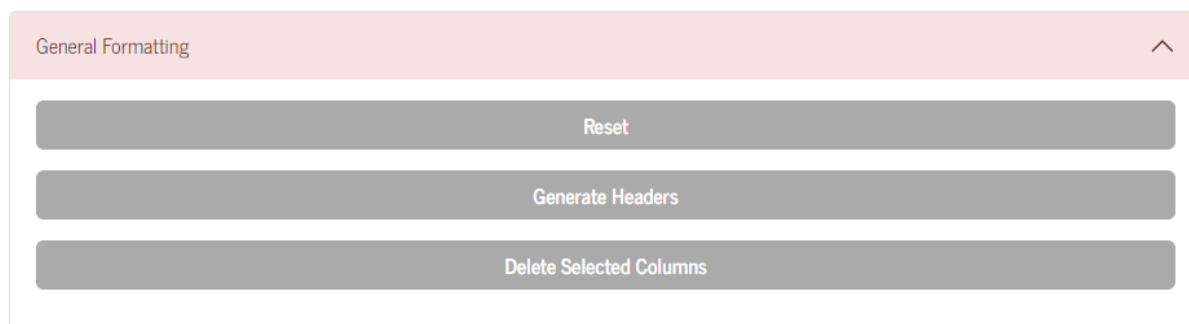 General Formatting
Reset
Generate Headers
Delete Selected Columns